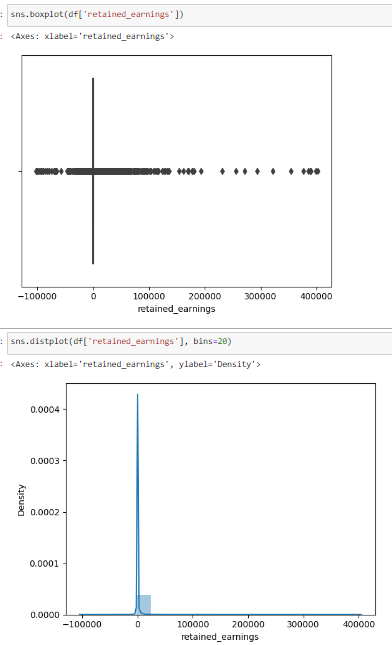 : sns.boxplot(df['retained_earnings'])
: <Axes: xlabel='retained_earnings'>
−100000 0 100000 200000 300000 400000
retained_earnings
: sns.distplot(df['retained_earnings'], bins=20)
: <Axes: xlabel='retained_earnings', ylabel='Density'>
0.0004
0.0003
Density
0.0002
0.0001
0.0000
−100000 0 100000 200000 300000 400000
retained_earnings